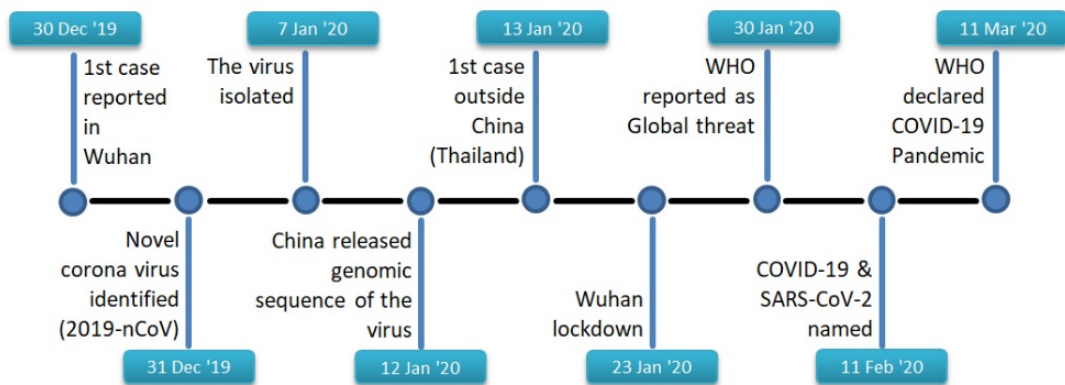 30 Dec '19
1st case
reported
in
Wuhan
31 Dec '19
Novel
corona virus
identified
(2019-nCoV)
7 Jan '20
The virus
isolated
12 Jan '20
China released
genomic
sequence of the
virus
13 Jan '20
1st case
outside
China
(Thailand)
23 Jan '20
Wuhan
lockdown
30 Jan '20
WHO
reported as
Global threat
11 Feb '20
COVID-19 &
SARS-CoV-2
named
11 Mar '20
WHO
declared
COVID-19
Pandemic